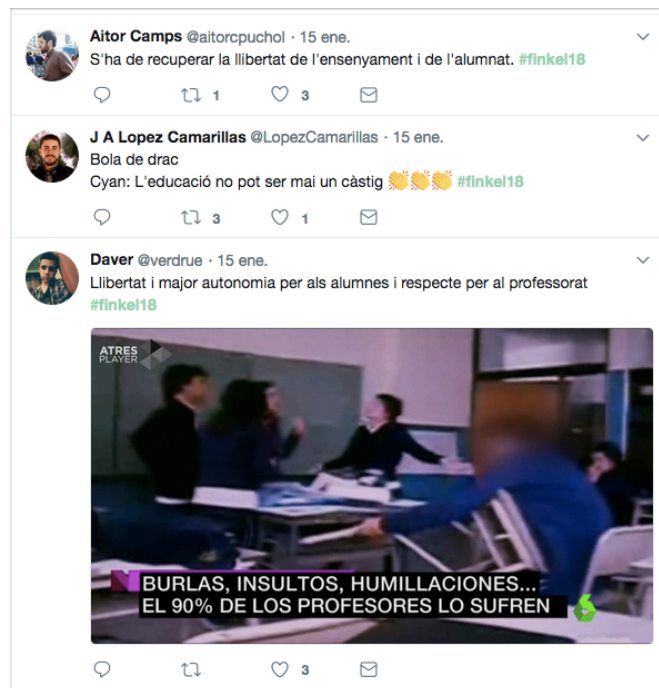 Aitor Camps @aitorcpuchol · 15 ene.
S'ha de recuperar la llibertat de l'ensenyament i de l'alumnat. #finkel18
1 3
J A Lopez Camarillas @LopezCamarillas · 15 ene.
Bola de drac
Cyan: L'educació no pot ser mai un càstig 👏👏👏 #finkel18
3 1
Daver @verdrue · 15 ene.
Llibertat i major autonomia per als alumnes i respecte per al professorat
#finkel18
ATRES
PLAYER
BURLAS, INSULTOS, HUMILLACIONES...
EL 90% DE LOS PROFESORES LO SUFREN
3